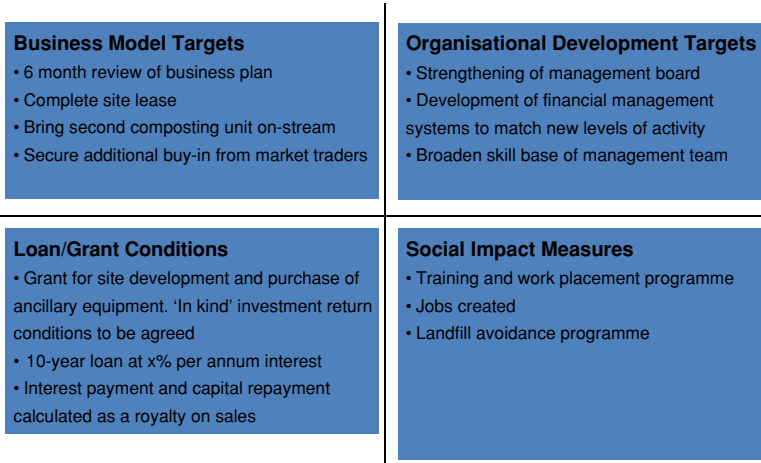 Business Model Targets
• 6 month review of business plan
• Complete site lease
• Bring second composting unit on-stream
• Secure additional buy-in from market traders
Organisational Development Targets
• Strengthening of management board
• Development of financial management
systems to match new levels of activity
• Broaden skill base of management team
Loan/Grant Conditions
• Grant for site development and purchase of
ancillary equipment. ‘In kind’ investment return
conditions to be agreed
• 10-year loan at x% per annum interest
• Interest payment and capital repayment
calculated as a royalty on sales
Social Impact Measures
• Training and work placement programme
• Jobs created
• Landfill avoidance programme